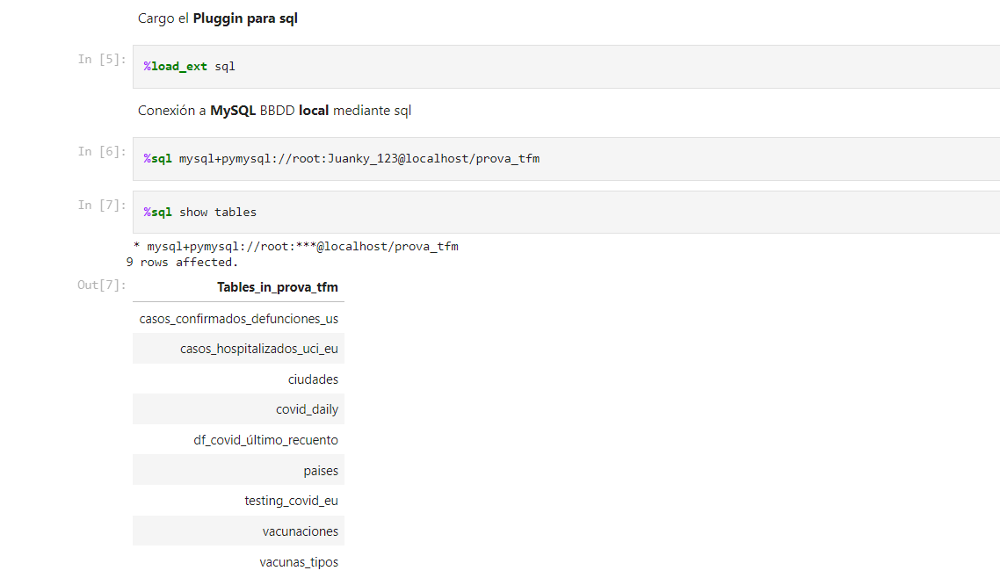 Cargo el Pluggin para sql
In [5]: %load_ext sql
Conexión a MySQL BBDD local mediante sql
In [6]: %sql mysql+pymysql://root:Juanky_123@localhost/prova_tfm
In [7]: %sql show tables
* mysql+pymysql://root:***@localhost/prova_tfm
9 rows affected.
Out[7]: Tables_in_prova_tfm
casos_confirmados_defunciones_us
casos_hospitalizados_uci_eu
ciudades
covid_daily
df_covid_último_recuento
paises
testing_covid_eu
vacunaciones
vacunas_tipos